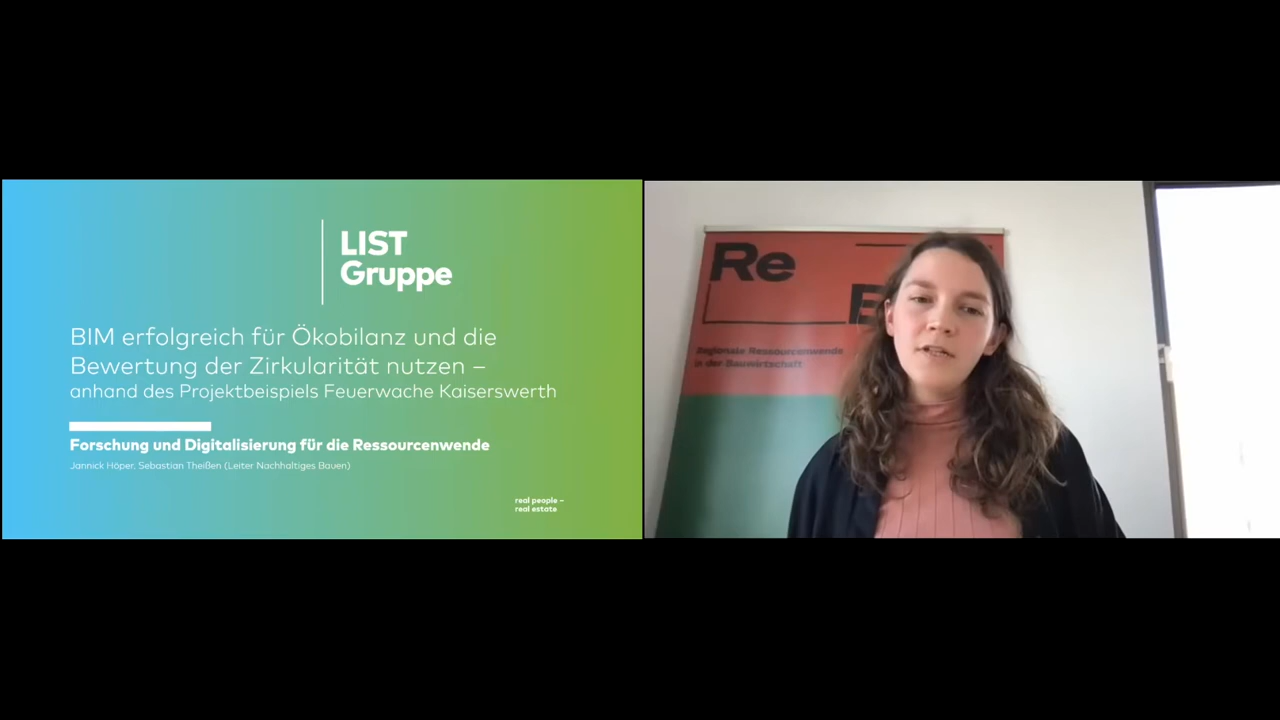 LIST
Gruppe
BIM erfolgreich für Ökobilanz und die
Bewertung der Zirkularität nutzen –
anhand des Projektbeispiels Feuerwache Kaiserswerth
Forschung und Digitalisierung für die Ressourcenwende
Jannick Höper, Sebastian Theißen (Leiter Nachhaltiges Bauen)
real people –
real estate
Re
Regionale Ressourcenwende
in der Bauwirtschaft